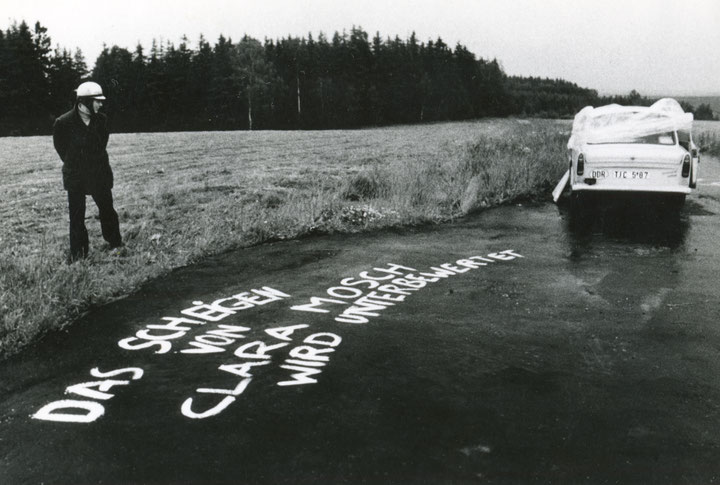 DAS SCHWEIGEN
VON
CLARA MOSCH
WIRD UNTERBEWERTET
DDR T/C 5*87